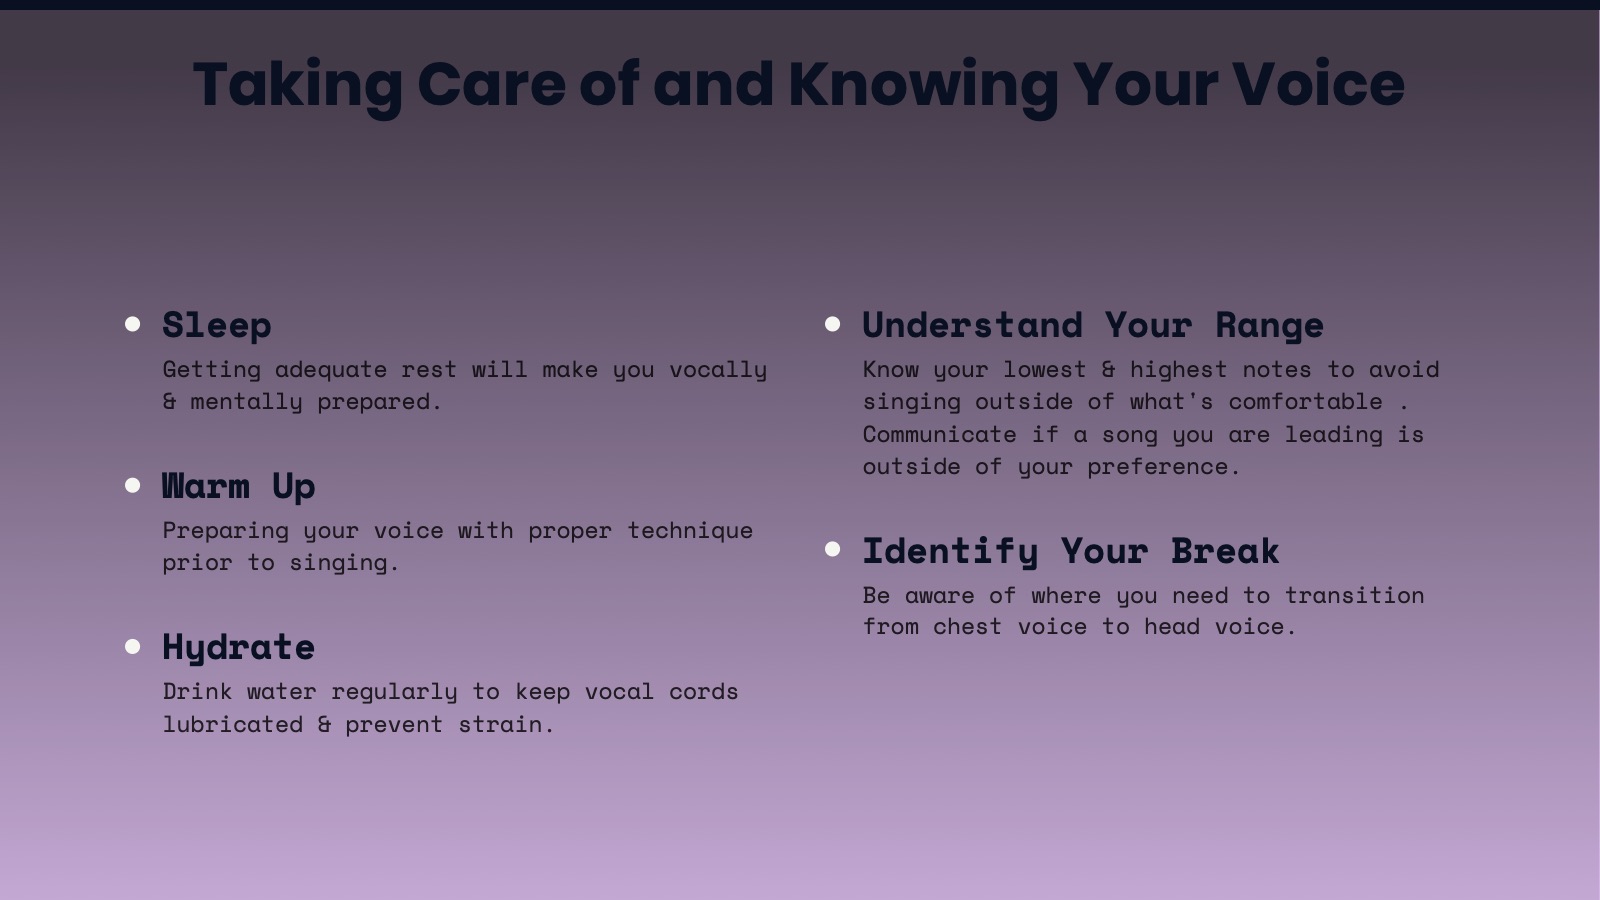 Taking Care of and Knowing Your Voice
Sleep
Getting adequate rest will make you vocally
& mentally prepared.
Warm Up
Preparing your voice with proper technique
prior to singing.
Hydrate
Drink water regularly to keep vocal cords
lubricated & prevent strain.
Understand Your Range
Know your lowest & highest notes to avoid
singing outside of what's comfortable .
Communicate if a song you are leading is
outside of your preference.
Identify Your Break
Be aware of where you need to transition
from chest voice to head voice.